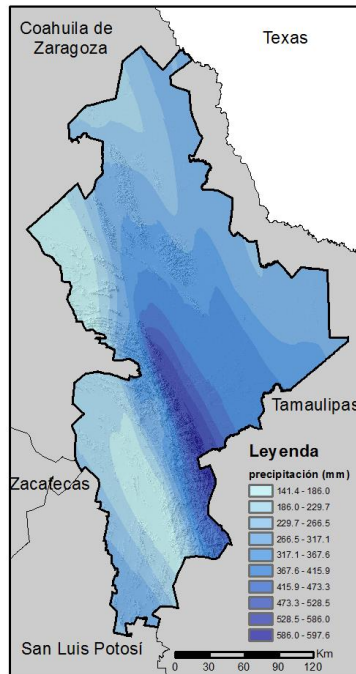 Coahuila de
Zaragoza
Texas
Tamaulipas
Leyenda
precipitación (mm)
141.4 - 186.0
186.0 - 229.7
229.7 - 266.5
266.5 - 317.1
317.1 - 367.6
367.6 - 415.9
415.9 - 473.3
473.3 - 528.5
528.5 - 586.0
586.0 - 597.6
Zacatecas
San Luis Potosí
Km
0 30 60 120